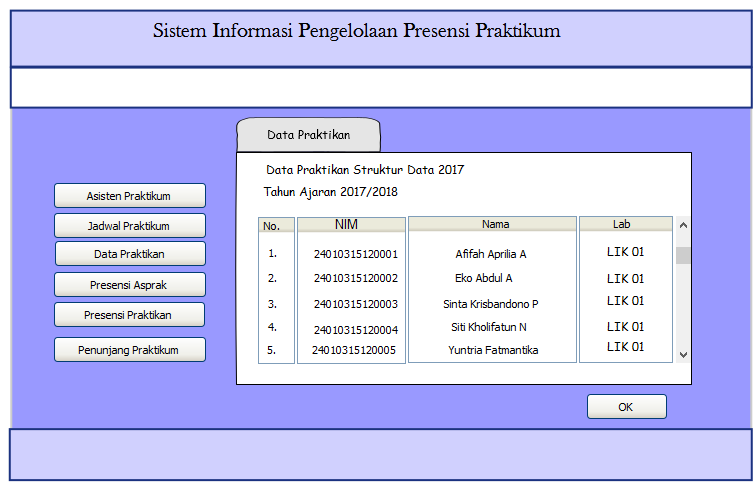 Sistem Informasi Pengelolaan Presensi Praktikum
Data Praktikan
Data Praktikan Struktur Data 2017
Tahun Ajaran 2017/2018
Asisten Praktikum
Jadwal Praktikum
Data Praktikan
Presensi Asprak
Presensi Praktikan
Penunjang Praktikum
No. NIM Nama Lab
1. 24010315120001 Afifah Aprilia A LIK 01
2. 24010315120002 Eko Abdul A LIK 01
3. 24010315120003 Sinta Krisbandono P LIK 01
4. 24010315120004 Siti Kholifatun N LIK 01
5. 24010315120005 Yuntria Fatmantika LIK 01
OK